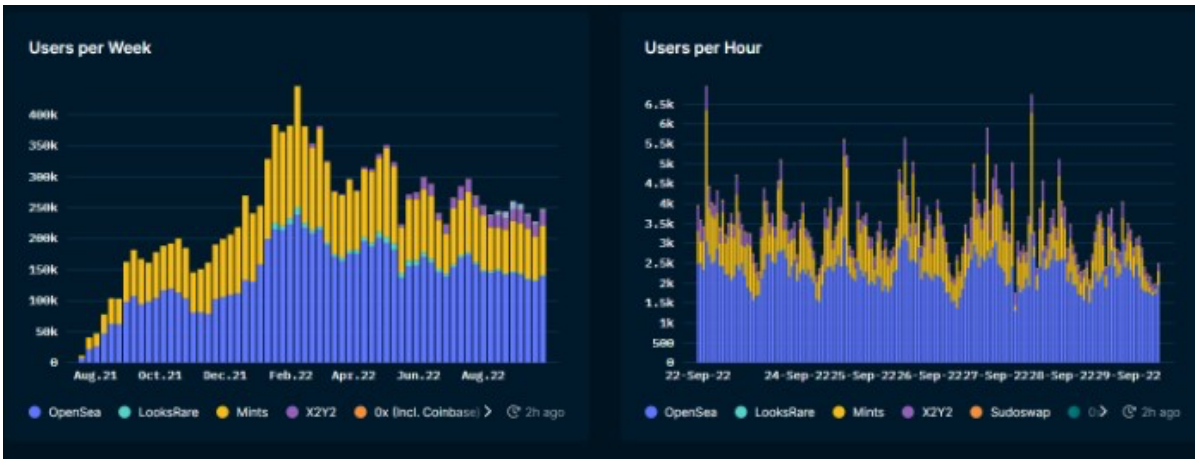 Users per Week
400k
350k
300k
250k
200k
150k
100k
50k
0
Aug.21 Oct.21 Dec.21 Feb.22 Apr.22 Jun.22 Aug.22
OpenSea LooksRare Mints X2Y2 0x (Incl. Coinbase) 2h ago
Users per Hour
6.5k
6k
5.5k
5k
4.5k
4k
3.5k
3k
2.5k
2k
1.5k
1k
500
0
22-Sep-22 24-Sep-22 25-Sep-22 26-Sep-22 27-Sep-22 28-Sep-22 29-Sep-22
OpenSea LooksRare Mints X2Y2 Sudoswap 2h ago